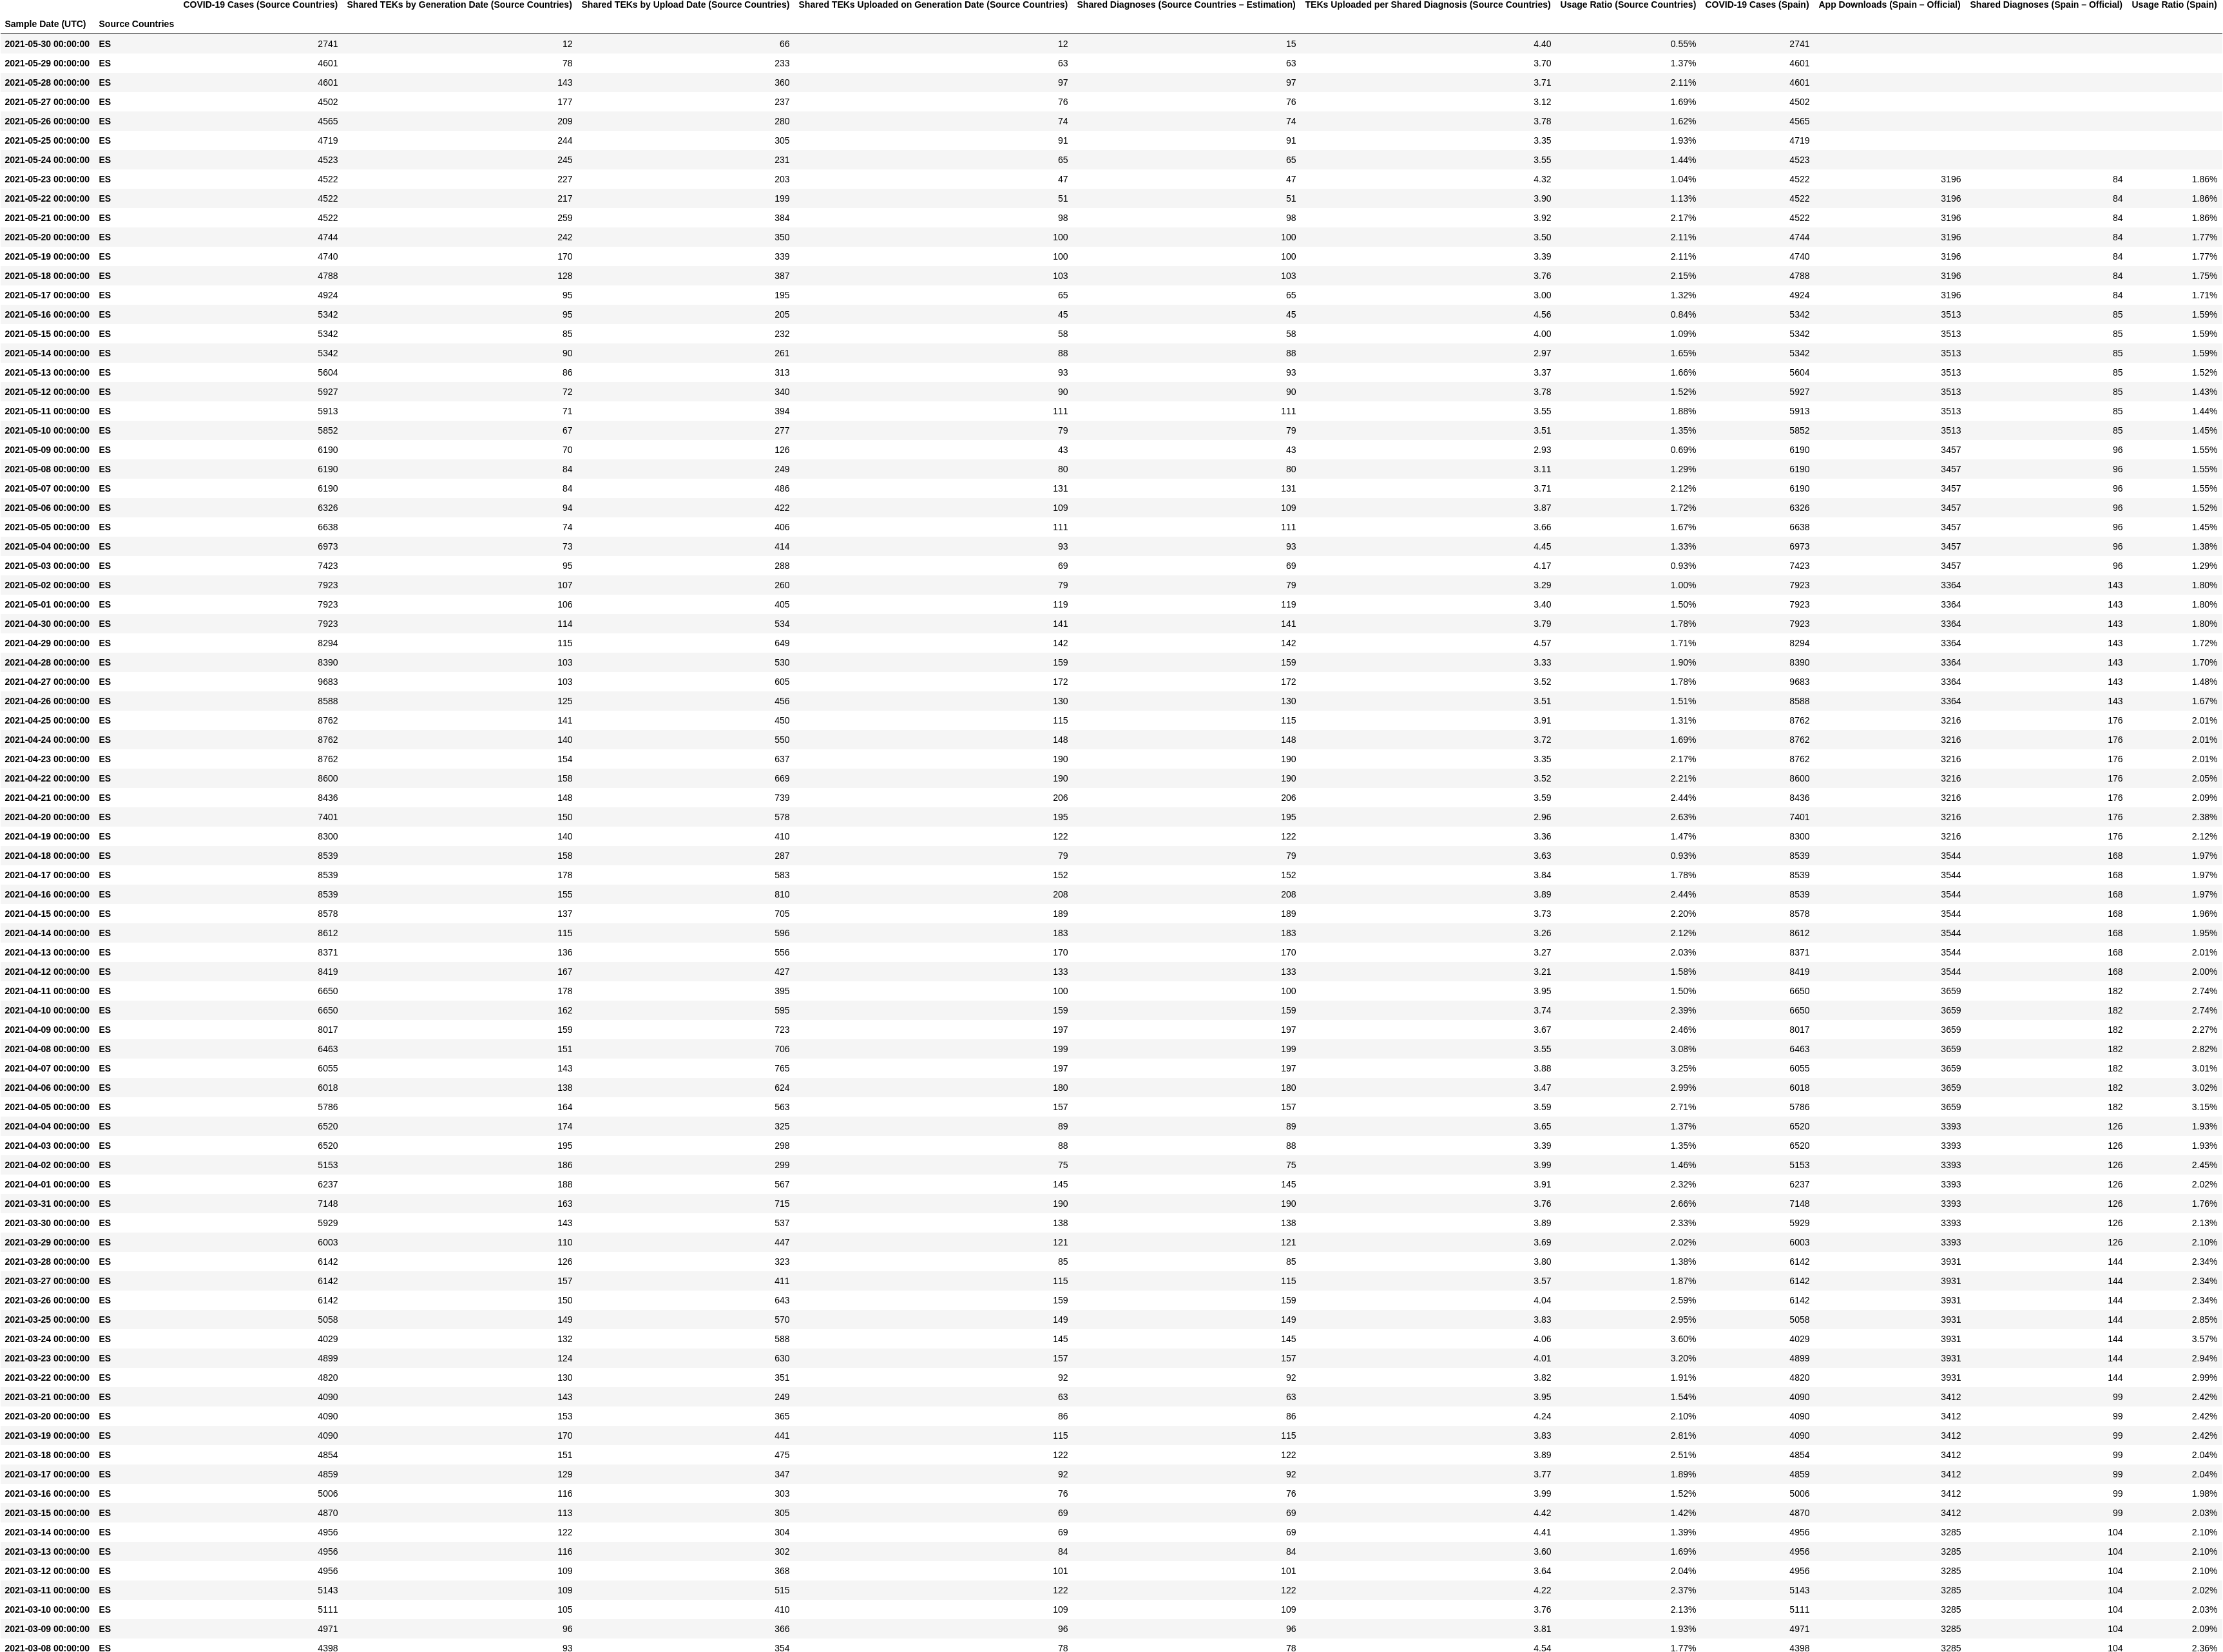 COVID-19 Cases (Source Countries) Shared TEKs by Generation Date (Source Countries) Shared TEKs by Upload Date (Source Countries) Shared TEKs Uploaded on Generation Date (Source Countries) Shared Diagnoses (Source Countries – Estimation) TEKs Uploaded per Shared Diagnosis (Source Countries) Usage Ratio (Source Countries) COVID-19 Cases (Spain) App Downloads (Spain – Official) Shared Diagnoses (Spain – Official) Usage Ratio (Spain)
Sample Date (UTC) Source Countries
2021-05-30 00:00:00 ES 2741 12 66 12 15 4.40 0.55% 2741
2021-05-29 00:00:00 ES 4601 78 233 63 63 3.70 1.37% 4601
2021-05-28 00:00:00 ES 4601 143 360 97 97 3.71 2.11% 4601
2021-05-27 00:00:00 ES 4502 177 237 76 76 3.12 1.69% 4502
2021-05-26 00:00:00 ES 4565 209 280 74 74 3.78 1.62% 4565
2021-05-25 00:00:00 ES 4719 244 305 91 91 3.35 1.93% 4719
2021-05-24 00:00:00 ES 4523 245 231 65 65 3.55 1.44% 4523
2021-05-23 00:00:00 ES 4522 227 203 47 47 4.32 1.04% 4522 3196 84 1.86%
2021-05-22 00:00:00 ES 4522 217 199 51 51 3.90 1.13% 4522 3196 84 1.86%
2021-05-21 00:00:00 ES 4522 259 384 98 98 3.92 2.17% 4522 3196 84 1.86%
2021-05-20 00:00:00 ES 4744 242 350 100 100 3.50 2.11% 4744 3196 84 1.77%
2021-05-19 00:00:00 ES 4740 170 339 100 100 3.39 2.11% 4740 3196 84 1.77%
2021-05-18 00:00:00 ES 4788 128 387 103 103 3.76 2.15% 4788 3196 84 1.75%
2021-05-17 00:00:00 ES 4924 95 195 65 65 3.00 1.32% 4924 3196 84 1.71%
2021-05-16 00:00:00 ES 5342 95 205 45 45 4.56 0.84% 5342 3513 85 1.59%
2021-05-15 00:00:00 ES 5342 85 232 58 58 4.00 1.09% 5342 3513 85 1.59%
2021-05-14 00:00:00 ES 5342 90 261 88 88 2.97 1.65% 5342 3513 85 1.59%
2021-05-13 00:00:00 ES 5604 86 313 93 93 3.37 1.66% 5604 3513 85 1.52%
2021-05-12 00:00:00 ES 5927 72 340 90 90 3.78 1.52% 5927 3513 85 1.43%
2021-05-11 00:00:00 ES 5913 71 394 111 111 3.55 1.88% 5913 3513 85 1.44%
2021-05-10 00:00:00 ES 5852 67 277 79 79 3.51 1.35% 5852 3513 85 1.45%
2021-05-09 00:00:00 ES 6190 70 126 43 43 2.93 0.69% 6190 3457 96 1.55%
2021-05-08 00:00:00 ES 6190 84 249 80 80 3.11 1.29% 6190 3457 96 1.55%
2021-05-07 00:00:00 ES 6190 84 486 131 131 3.71 2.12% 6190 3457 96 1.55%
2021-05-06 00:00:00 ES 6326 94 422 109 109 3.87 1.72% 6326 3457 96 1.52%
2021-05-05 00:00:00 ES 6638 74 406 111 111 3.66 1.67% 6638 3457 96 1.45%
2021-05-04 00:00:00 ES 6973 73 414 93 93 4.45 1.33% 6973 3457 96 1.38%
2021-05-03 00:00:00 ES 7423 95 288 69 69 4.17 0.93% 7423 3457 96 1.29%
2021-05-02 00:00:00 ES 7923 107 260 79 79 3.29 1.00% 7923 3364 143 1.80%
2021-05-01 00:00:00 ES 7923 106 405 119 119 3.40 1.50% 7923 3364 143 1.80%
2021-04-30 00:00:00 ES 7923 114 534 141 141 3.79 1.78% 7923 3364 143 1.80%
2021-04-29 00:00:00 ES 8294 115 649 142 142 4.57 1.71% 8294 3364 143 1.72%
2021-04-28 00:00:00 ES 8390 103 530 159 159 3.33 1.90% 8390 3364 143 1.70%
2021-04-27 00:00:00 ES 9683 103 605 172 172 3.52 1.78% 9683 3364 143 1.48%
2021-04-26 00:00:00 ES 8588 125 456 130 130 3.51 1.51% 8588 3364 143 1.67%
2021-04-25 00:00:00 ES 8762 141 450 115 115 3.91 1.31% 8762 3216 176 2.01%
2021-04-24 00:00:00 ES 8762 140 550 148 148 3.72 1.69% 8762 3216 176 2.01%
2021-04-23 00:00:00 ES 8762 154 637 190 190 3.35 2.17% 8762 3216 176 2.01%
2021-04-22 00:00:00 ES 8600 158 669 190 190 3.52 2.21% 8600 3216 176 2.05%
2021-04-21 00:00:00 ES 8436 148 739 206 206 3.59 2.44% 8436 3216 176 2.09%
2021-04-20 00:00:00 ES 7401 150 578 195 195 2.96 2.63% 7401 3216 176 2.38%
2021-04-19 00:00:00 ES 8300 140 410 122 122 3.36 1.47% 8300 3216 176 2.12%
2021-04-18 00:00:00 ES 8539 158 287 79 79 3.63 0.93% 8539 3544 168 1.97%
2021-04-17 00:00:00 ES 8539 178 583 152 152 3.84 1.78% 8539 3544 168 1.97%
2021-04-16 00:00:00 ES 8539 155 810 208 208 3.89 2.44% 8539 3544 168 1.97%
2021-04-15 00:00:00 ES 8578 137 705 189 189 3.73 2.20% 8578 3544 168 1.96%
2021-04-14 00:00:00 ES 8612 115 596 183 183 3.26 2.12% 8612 3544 168 1.95%
2021-04-13 00:00:00 ES 8371 136 556 170 170 3.27 2.03% 8371 3544 168 2.01%
2021-04-12 00:00:00 ES 8419 167 427 133 133 3.21 1.58% 8419 3544 168 2.00%
2021-04-11 00:00:00 ES 6650 178 395 100 100 3.95 1.50% 6650 3659 182 2.74%
2021-04-10 00:00:00 ES 6650 162 595 159 159 3.74 2.39% 6650 3659 182 2.74%
2021-04-09 00:00:00 ES 8017 159 723 197 197 3.67 2.46% 8017 3659 182 2.27%
2021-04-08 00:00:00 ES 6463 151 706 199 199 3.55 3.08% 6463 3659 182 2.82%
2021-04-07 00:00:00 ES 6055 143 765 197 197 3.88 3.25% 6055 3659 182 3.01%
2021-04-06 00:00:00 ES 6018 138 624 180 180 3.47 2.99% 6018 3659 182 3.02%
2021-04-05 00:00:00 ES 5786 164 563 157 157 3.59 2.71% 5786 3659 182 3.15%
2021-04-04 00:00:00 ES 6520 174 325 89 89 3.65 1.37% 6520 3393 126 1.93%
2021-04-03 00:00:00 ES 6520 195 298 88 88 3.39 1.35% 6520 3393 126 1.93%
2021-04-02 00:00:00 ES 5153 186 299 75 75 3.99 1.46% 5153 3393 126 2.45%
2021-04-01 00:00:00 ES 6237 188 567 145 145 3.91 2.32% 6237 3393 126 2.02%
2021-03-31 00:00:00 ES 7148 163 715 190 190 3.76 2.66% 7148 3393 126 1.76%
2021-03-30 00:00:00 ES 5929 143 537 138 138 3.89 2.33% 5929 3393 126 2.13%
2021-03-29 00:00:00 ES 6003 110 447 121 121 3.69 2.02% 6003 3393 126 2.10%
2021-03-28 00:00:00 ES 6142 126 323 85 85 3.80 1.38% 6142 3931 144 2.34%
2021-03-27 00:00:00 ES 6142 157 411 115 115 3.57 1.87% 6142 3931 144 2.34%
2021-03-26 00:00:00 ES 6142 150 643 159 159 4.04 2.59% 6142 3931 144 2.34%
2021-03-25 00:00:00 ES 5058 149 570 149 149 3.83 2.95% 5058 3931 144 2.85%
2021-03-24 00:00:00 ES 4029 132 588 145 145 4.06 3.60% 4029 3931 144 3.57%
2021-03-23 00:00:00 ES 4899 124 630 157 157 4.01 3.20% 4899 3931 144 2.94%
2021-03-22 00:00:00 ES 4820 130 351 92 92 3.82 1.91% 4820 3931 144 2.99%
2021-03-21 00:00:00 ES 4090 143 249 63 63 3.95 1.54% 4090 3412 99 2.42%
2021-03-20 00:00:00 ES 4090 153 365 86 86 4.24 2.10% 4090 3412 99 2.42%
2021-03-19 00:00:00 ES 4090 170 441 115 115 3.83 2.81% 4090 3412 99 2.42%
2021-03-18 00:00:00 ES 4854 151 475 122 122 3.89 2.51% 4854 3412 99 2.04%
2021-03-17 00:00:00 ES 4859 129 347 92 92 3.77 1.89% 4859 3412 99 2.04%
2021-03-16 00:00:00 ES 5006 116 303 76 76 3.99 1.52% 5006 3412 99 1.98%
2021-03-15 00:00:00 ES 4870 113 305 69 69 4.42 1.42% 4870 3412 99 2.03%
2021-03-14 00:00:00 ES 4956 122 304 69 69 4.41 1.39% 4956 3285 104 2.10%
2021-03-13 00:00:00 ES 4956 116 302 84 84 3.60 1.69% 4956 3285 104 2.10%
2021-03-12 00:00:00 ES 4956 109 368 101 101 3.64 2.04% 4956 3285 104 2.10%
2021-03-11 00:00:00 ES 5143 109 515 122 122 4.22 2.37% 5143 3285 104 2.02%
2021-03-10 00:00:00 ES 5111 105 410 109 109 3.76 2.13% 5111 3285 104 2.03%
2021-03-09 00:00:00 ES 4971 96 366 96 96 3.81 1.93% 4971 3285 104 2.09%
2021-03-08 00:00:00 ES 4398 93 354 78 78 4.54 1.77% 4398 3285 104 2.36%